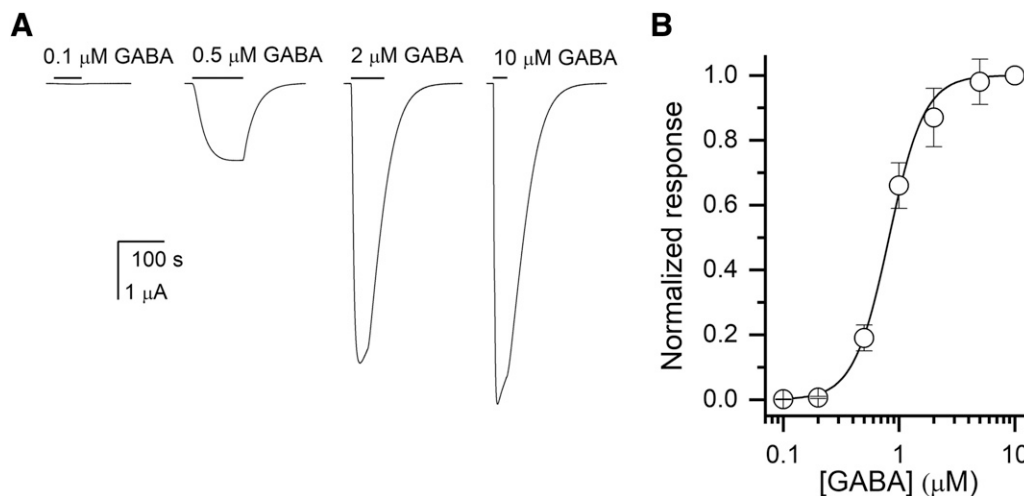 A
0.1 μM GABA
0.5 μM GABA
2 μM GABA
10 μM GABA
100 s
1 μA
B
Normalized response
1.0
0.8
0.6
0.4
0.2
0.0
0.1
1
10
[GABA] (μM)